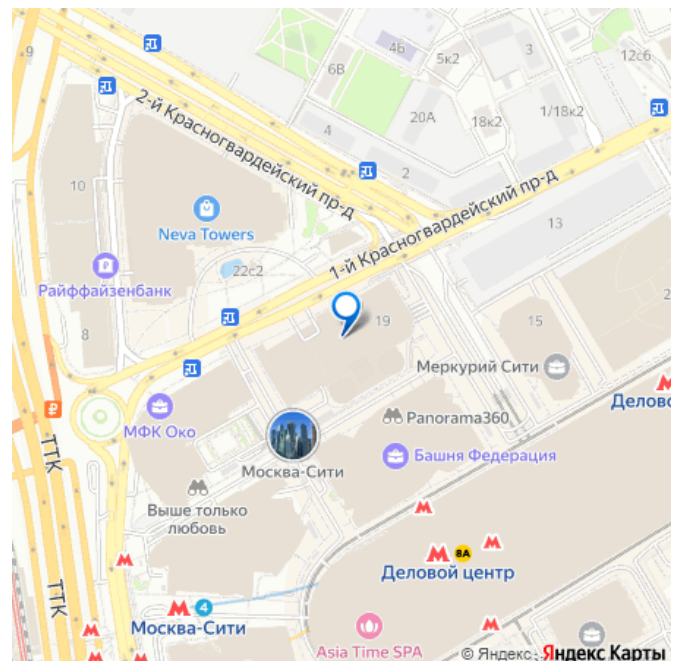 9
6В
4б
5к2
3
12с6
2-й Красногвардейский пр-д
4
20А
18к2
1/18к2
10
2
Neva Towers
1-й Красногвардейский пр-д
13
22с2
Райффайзенбанк
8
19
15
2
Меркурий Сити
Делово
МФК Око
Panorama360
Москва-Сити
Башня Федерация
ТТК
Выше только
любовь
8А
Деловой центр
ТТК
4
Москва-Сити
Asia Time SPA
© Яндекс
Яндекс Карты